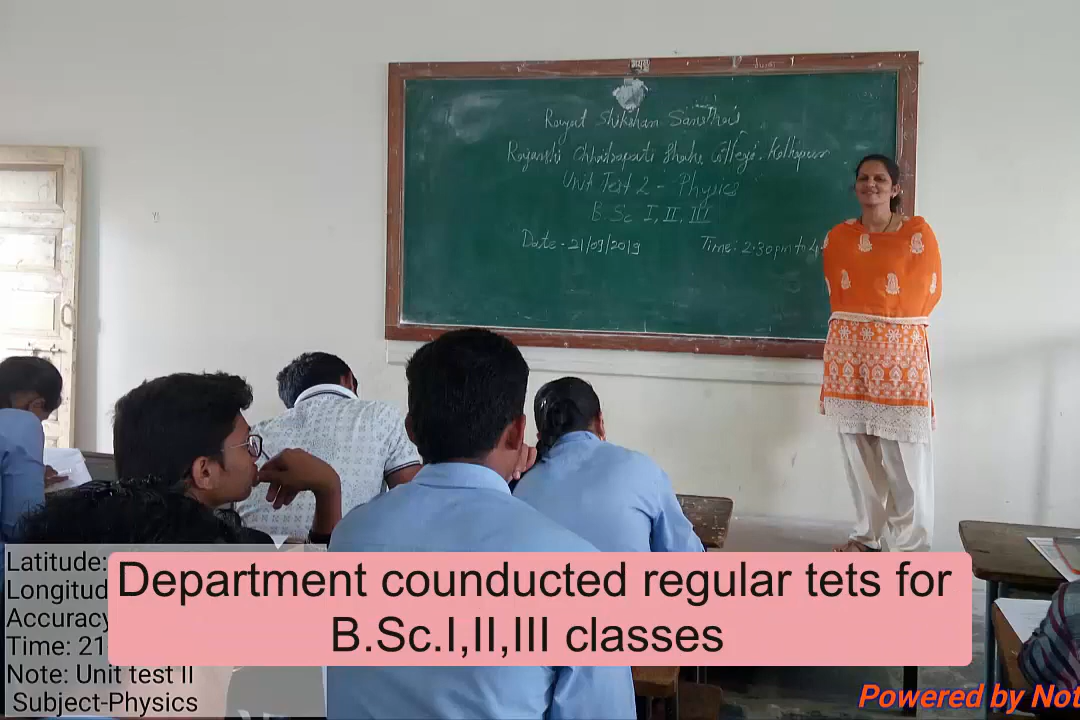 Rayat Shikshan Sanstha's
Rajarshi Chhatrapati Shahu College, Kolhapur
Unit Test 2 - Physics
B.Sc I, II, III
Date - 21/09/2019 Time: 2.30pm to 4
Latitude:
Longitud
Accuracy
Time: 21
Note: Unit test II
Subject-Physics
Department counducted regular tets for
B.Sc.I,II,III classes
Powered by Not